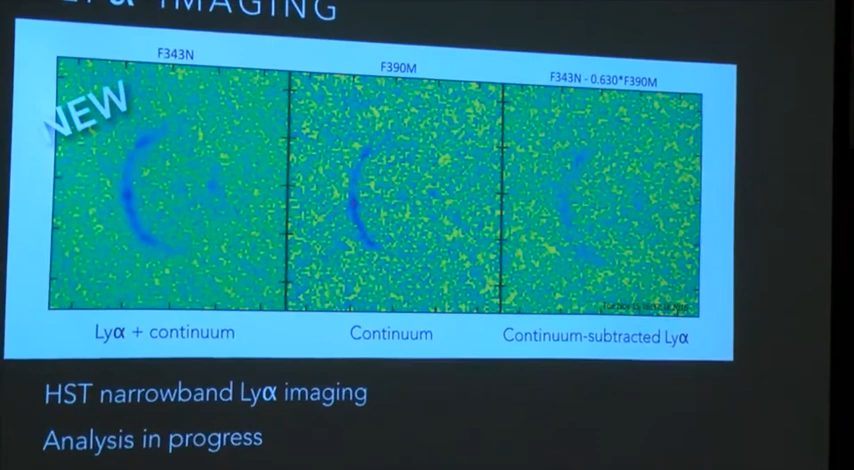 IMAGING
F343N
F390M
F343N - 0.630*F390M
NEW
Lyα + continuum
Continuum
Continuum-subtracted Lyα
HST narrowband Lyα imaging
Analysis in progress